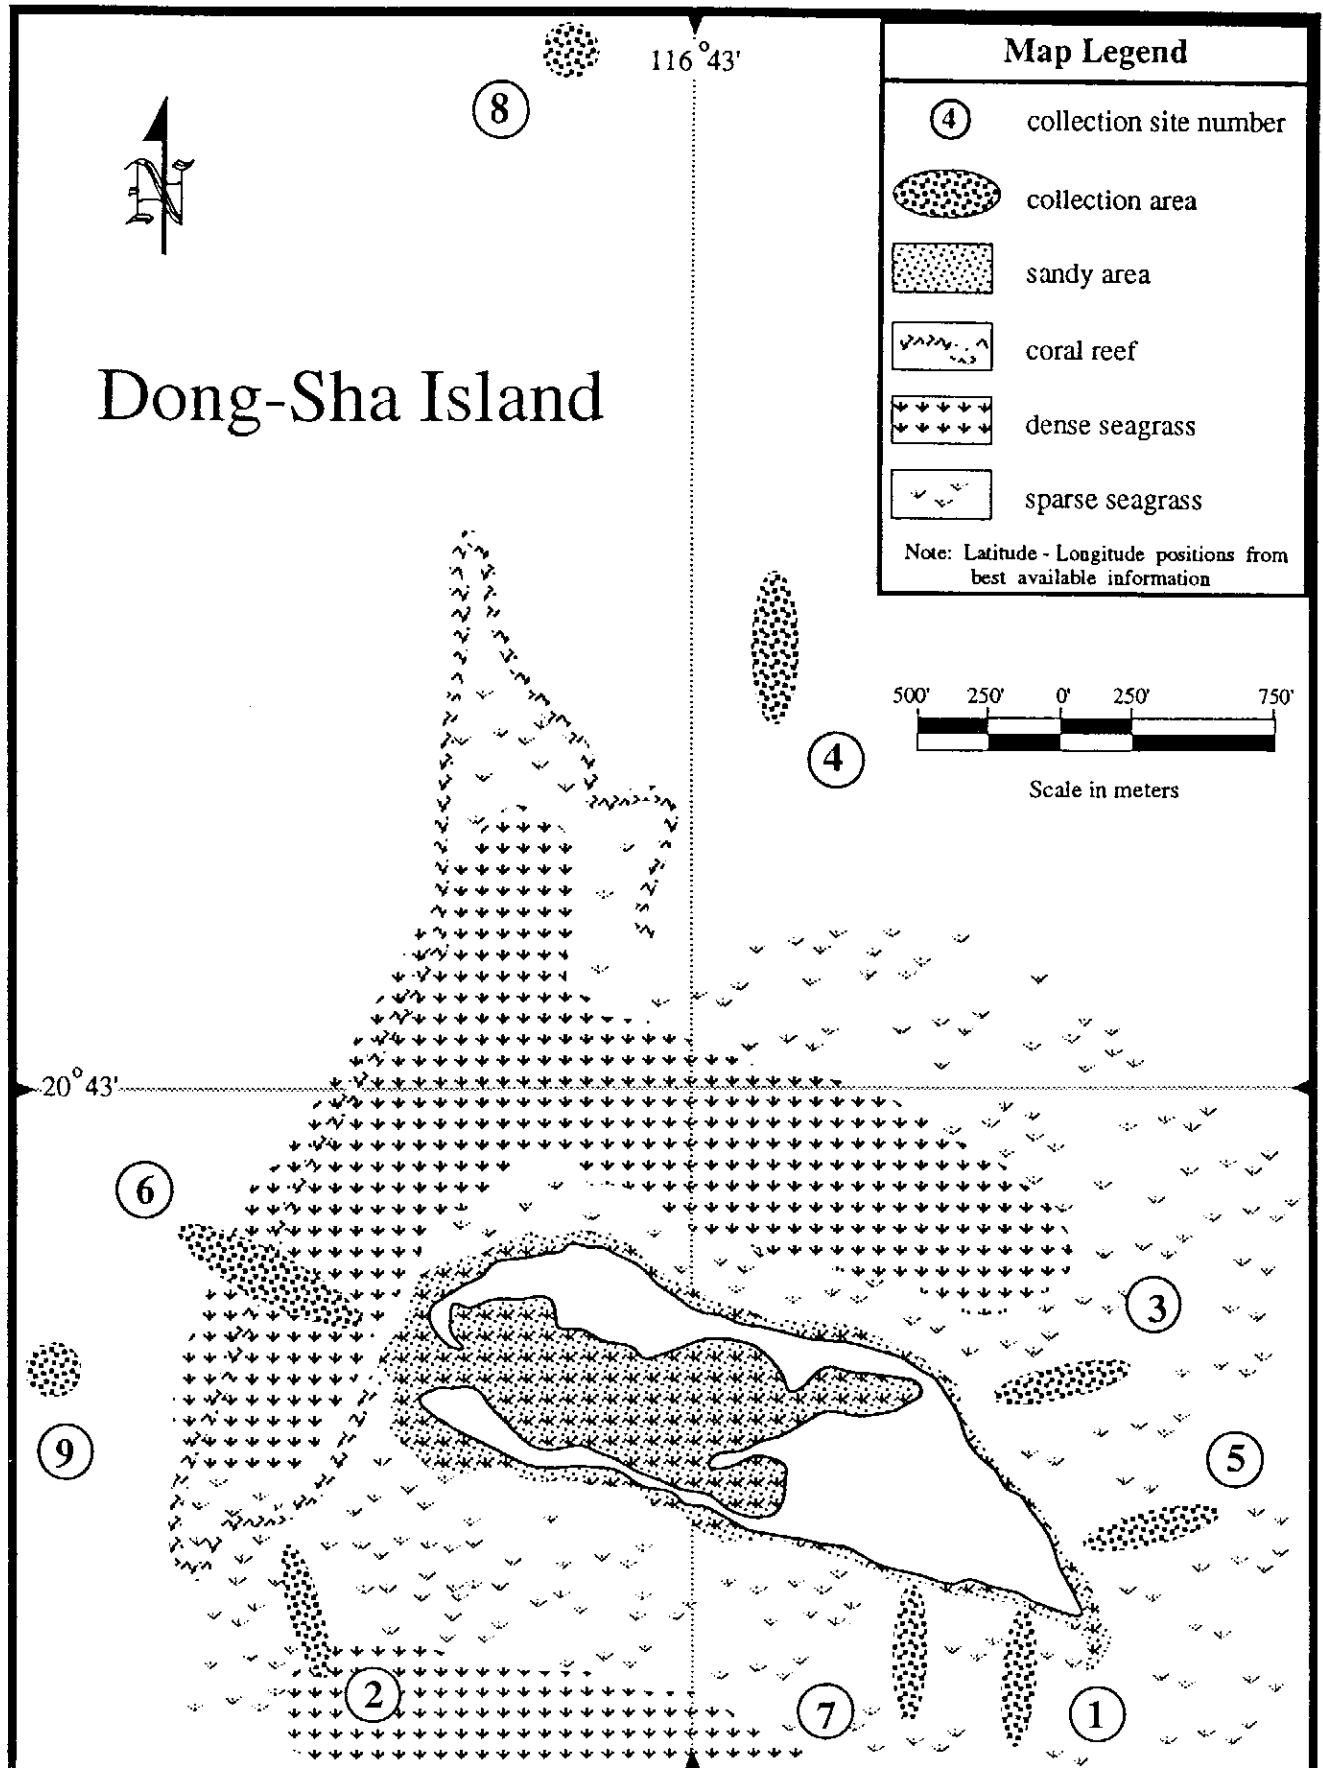 116°43'
8
N
Map Legend
4 collection site number
collection area
sandy area
coral reef
dense seagrass
sparse seagrass
Note: Latitude - Longitude positions from
best available information
Dong-Sha Island
500' 250' 0' 250' 750'
Scale in meters
4
20°43'
6
3
9
5
2
7
1